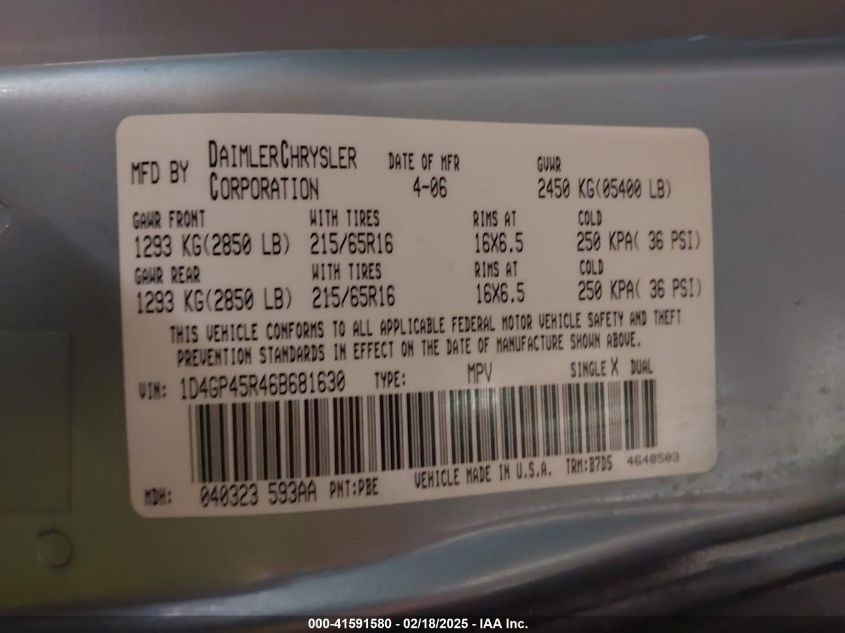 MFD BY DAIMLERCHRYSLER CORPORATION DATE OF MFR 4-06 GVWR 2450 KG(05400 LB)
GAWR FRONT WITH TIRES RIMS AT COLD
1293 KG(2850 LB) 215/65R16 16X6.5 250 KPA( 36 PSI)
GAWR REAR WITH TIRES RIMS AT COLD
1293 KG(2850 LB) 215/65R16 16X6.5 250 KPA( 36 PSI)
THIS VEHICLE CONFORMS TO ALL APPLICABLE FEDERAL MOTOR VEHICLE SAFETY AND THEFT
PREVENTION STANDARDS IN EFFECT ON THE DATE OF MANUFACTURE SHOWN ABOVE.
VIN: 1D4GP45R46B681630 TYPE: MPV SINGLE X DUAL
MDH: 040323 593AA PNT:PBE VEHICLE MADE IN U.S.A. TRM:B7D5 4648503
000-41591580 - 02/18/2025 - IAA Inc.